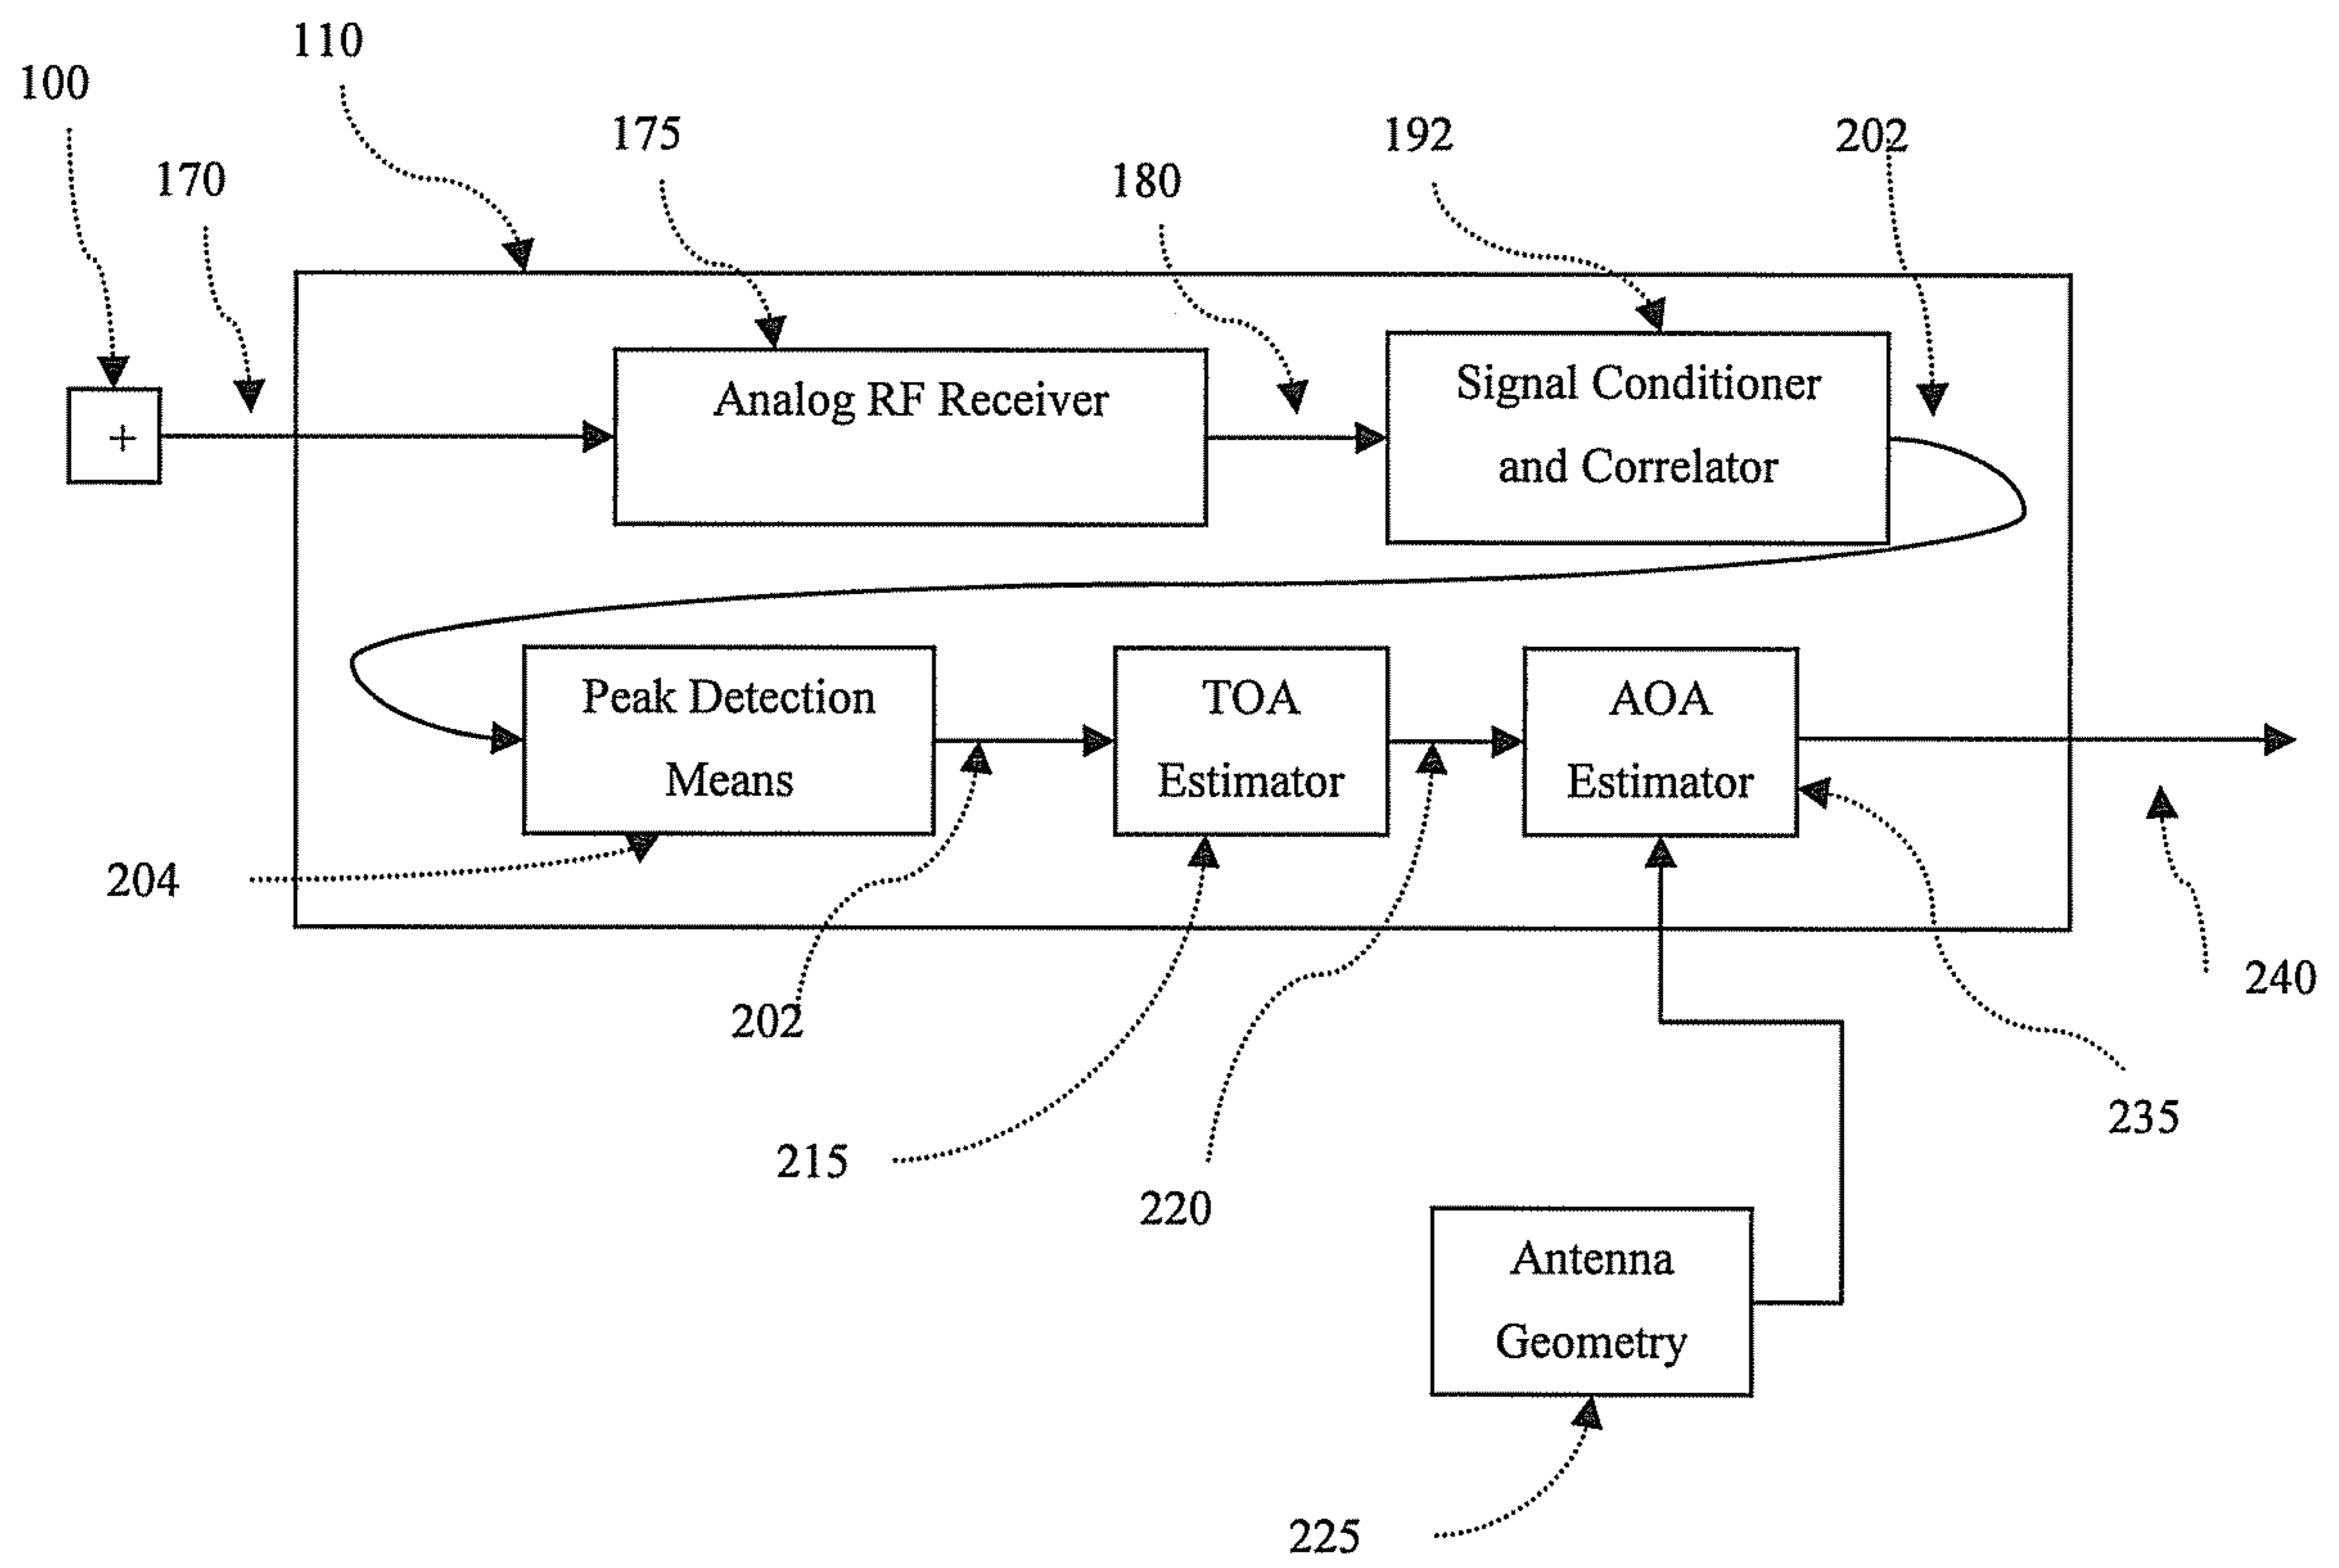 110
100
175
192
202
170
180
Analog RF Receiver
Signal Conditioner
and Correlator
+
Peak Detection
Means
TOA
Estimator
AOA
Estimator
204
202
240
235
215
220
Antenna
Geometry
225